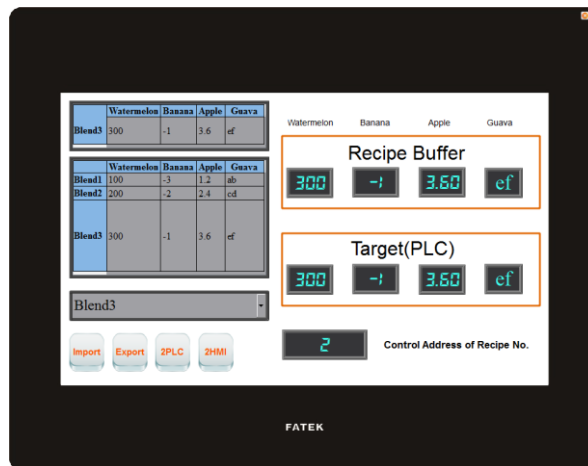 Watermelon Banana Apple Guava
Blend3 300 -1 3.6 ef
Watermelon Banana Apple Guava
Blend1 100 -3 1.2 ab
Blend2 200 -2 2.4 cd
Blend3 300 -1 3.6 ef
Blend3
Import Export 2PLC 2HMI
Watermelon Banana Apple Guava
Recipe Buffer
300 -1 3.60 ef
Target(PLC)
300 -1 3.60 ef
2 Control Address of Recipe No.
FATEK